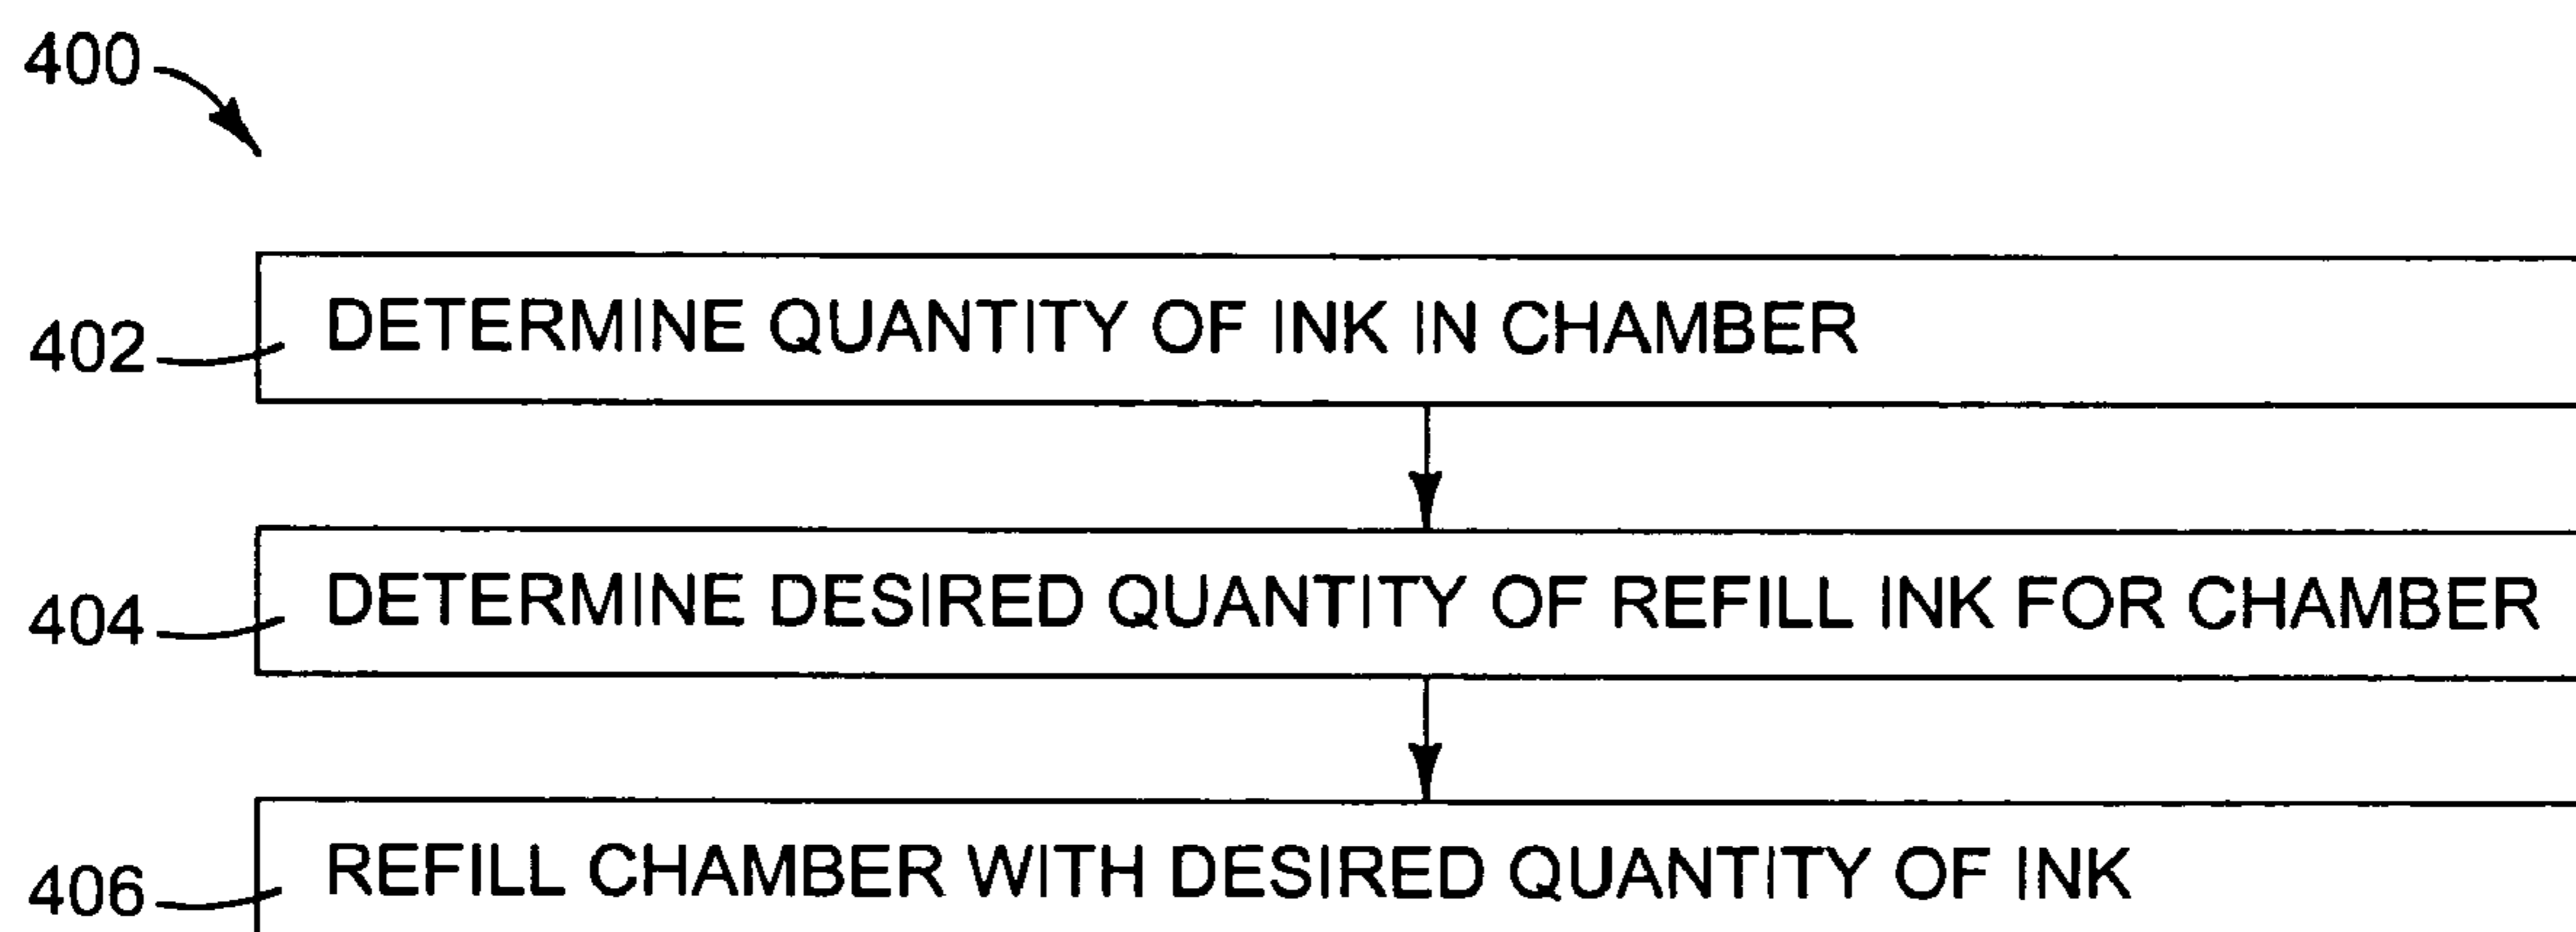 400
402 DETERMINE QUANTITY OF INK IN CHAMBER
404 DETERMINE DESIRED QUANTITY OF REFILL INK FOR CHAMBER
406 REFILL CHAMBER WITH DESIRED QUANTITY OF INK